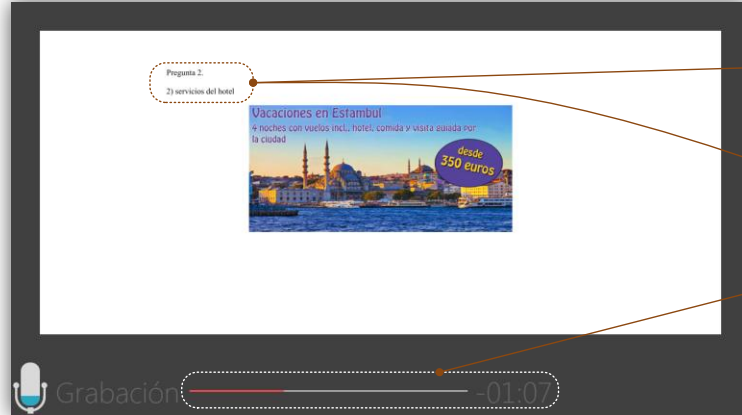 Pregunta 2.
2) servicios del hotel
Vacaciones en Estambul
4 noches con vuelos incl., hotel, comida y visita guiada por
la ciudad
desde
350 euros
Grabación
-01:07